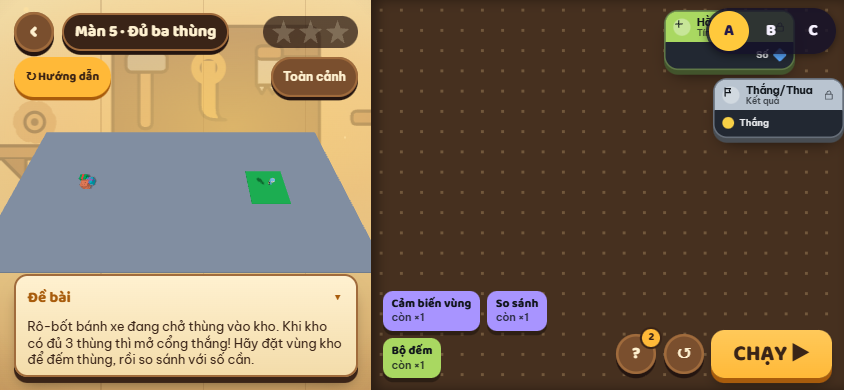 Màn 5 · Đủ ba thùng
Hướng dẫn
Toàn cảnh
Đề bài
Rô-bốt bánh xe đang chở thùng vào kho. Khi kho
có đủ 3 thùng thì mở cổng thắng! Hãy đặt vùng kho
để đếm thùng, rồi so sánh với số cần.
A
B
C
Số
Thắng/Thua
Kết quả
Thắng
Cảm biến vùng
còn ×1
So sánh
còn ×1
Bộ đếm
còn ×1
?
2
CHẠY